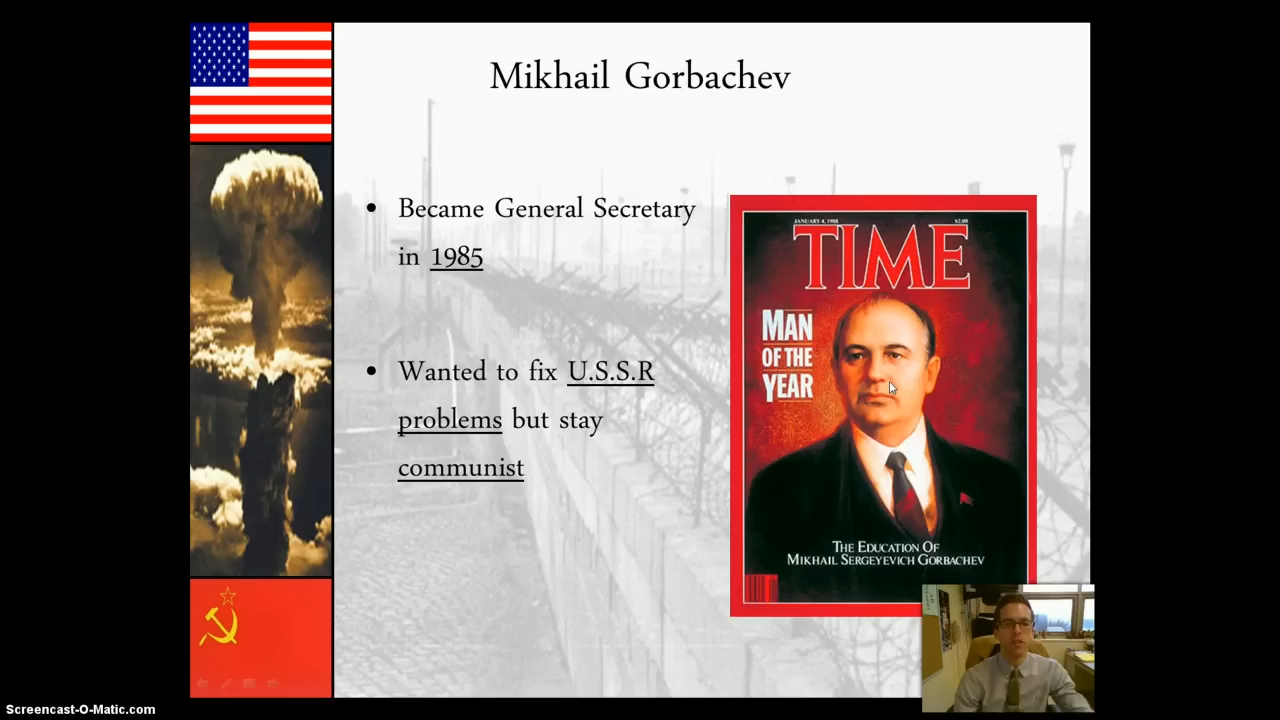 Mikhail Gorbachev
• Became General Secretary
in 1985
• Wanted to fix U.S.S.R
problems but stay
communist
JANUARY 4, 1988 $2.00
TIME
MAN
OF THE
YEAR
THE EDUCATION OF
MIKHAIL SERGEYEVICH GORBACHEV
Screencast-O-Matic.com